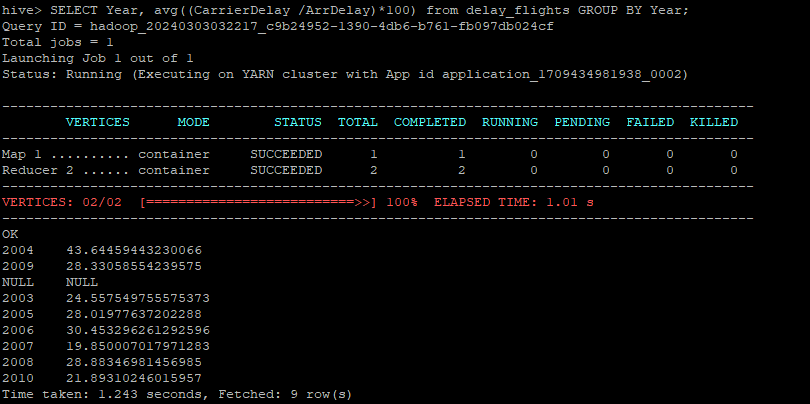 hive> SELECT Year, avg((CarrierDelay /ArrDelay)*100) from delay_flights GROUP BY Year;
Query ID = hadoop_20240303032217_c9b24952-1390-4db6-b761-fb097db024cf
Total jobs = 1
Launching Job 1 out of 1
Status: Running (Executing on YARN cluster with App id application_1709434981938_0002)
--------------------------------------------------------------------------------
VERTICES MODE STATUS TOTAL COMPLETED RUNNING PENDING FAILED KILLED
--------------------------------------------------------------------------------
Map 1 .......... container SUCCEEDED 1 1 0 0 0 0
Reducer 2 ...... container SUCCEEDED 2 2 0 0 0 0
--------------------------------------------------------------------------------
VERTICES: 02/02 [==========================>>] 100% ELAPSED TIME: 1.01 s
--------------------------------------------------------------------------------
OK
2004 43.64459443230066
2009 28.33058554239575
NULL NULL
2003 24.557549755575373
2005 28.01977637202288
2006 30.453296261292596
2007 19.850007017971283
2008 28.88346981456985
2010 21.89310246015957
Time taken: 1.243 seconds, Fetched: 9 row(s)